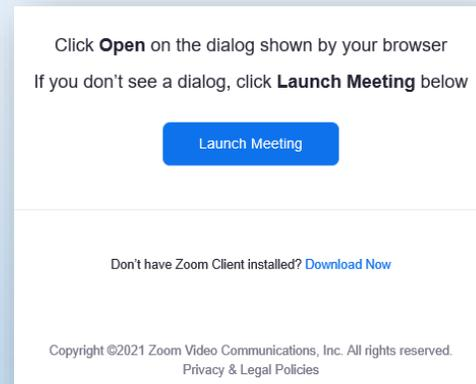 Click Open on the dialog shown by your browser
If you don’t see a dialog, click Launch Meeting below
Launch Meeting
Don’t have Zoom Client installed? Download Now
Copyright ©2021 Zoom Video Communications, Inc. All rights reserved.
Privacy & Legal Policies